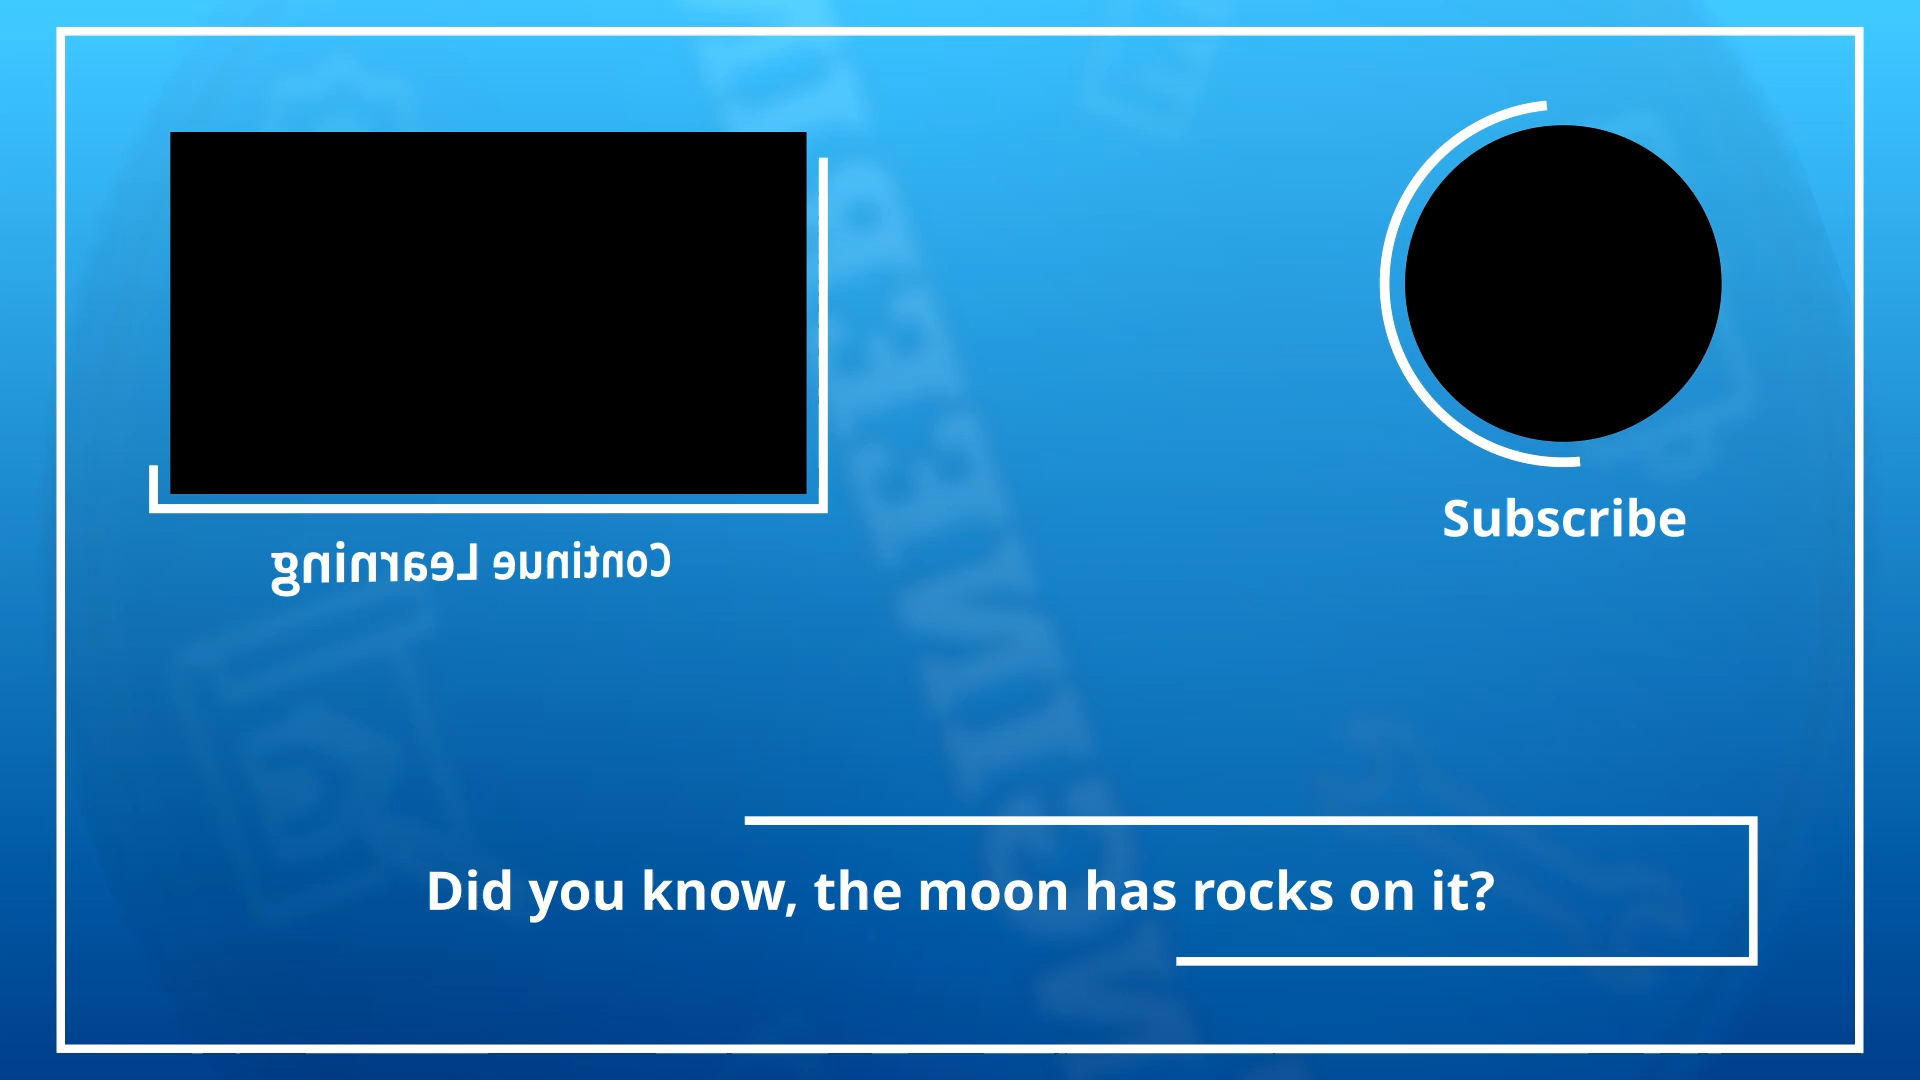 Continue Learning
Subscribe
Did you know, the moon has rocks on it?